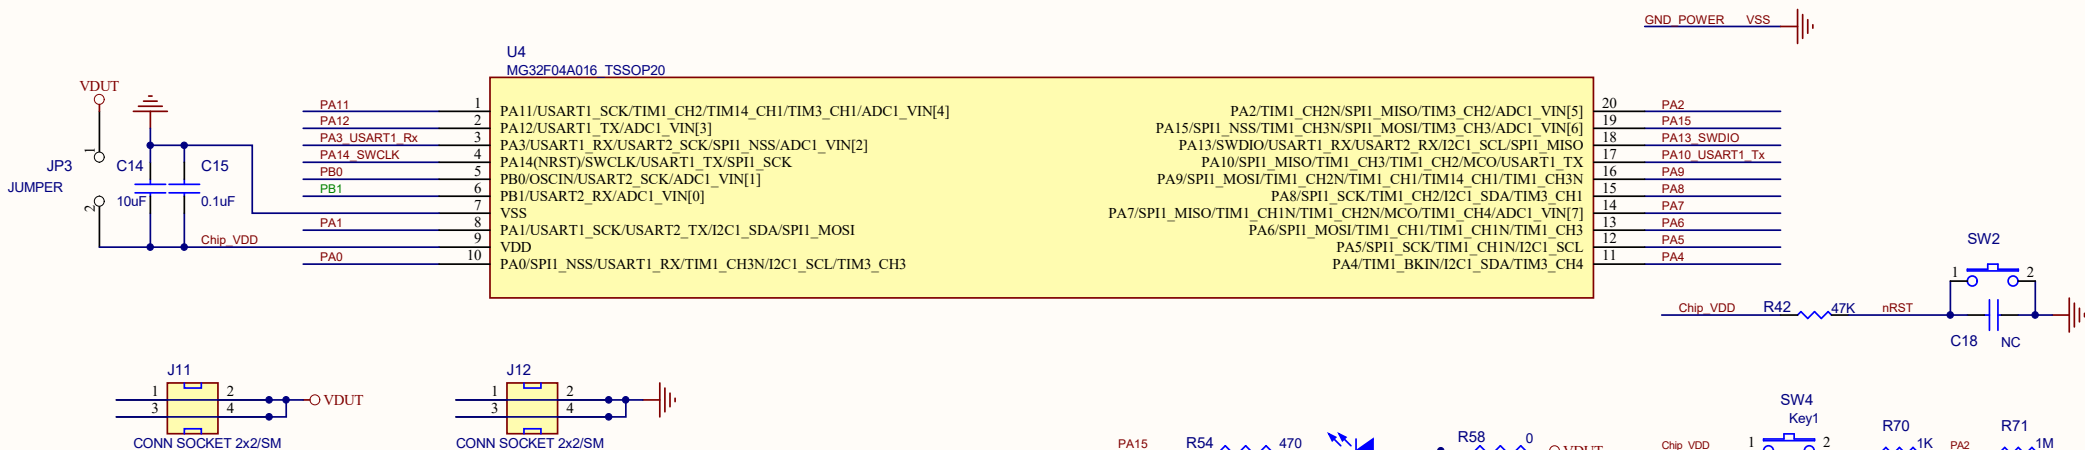 GND_POWER VSS
U4
MG32F04A016_TSSOP20
VDUT
1
JP3
JUMPER
2
C14
10uF
C15
0.1uF
Chip_VDD
PA11 1 PA11/USART1_SCK/TIM1_CH2/TIM14_CH1/TIM3_CH1/ADC1_VIN[4]
PA12 2 PA12/USART1_TX/ADC1_VIN[3]
PA3_USART1_Rx 3 PA3/USART1_RX/USART2_SCK/SPI1_NSS/ADC1_VIN[2]
PA14_SWCLK 4 PA14(NRST)/SWCLK/USART1_TX/SPI1_SCK
PB0 5 PB0/OSCIN/USART2_SCK/ADC1_VIN[1]
PB1 6 PB1/USART2_RX/ADC1_VIN[0]
7 VSS
PA1 8 PA1/USART1_SCK/USART2_TX/I2C1_SDA/SPI1_MOSI
9 VDD
PA0 10 PA0/SPI1_NSS/USART1_RX/TIM1_CH3N/I2C1_SCL/TIM3_CH3
PA2/TIM1_CH2N/SPI1_MISO/TIM3_CH2/ADC1_VIN[5] 20 PA2
PA15/SPI1_NSS/TIM1_CH3N/SPI1_MOSI/TIM3_CH3/ADC1_VIN[6] 19 PA15
PA13/SWDIO/USART1_RX/USART2_RX/I2C1_SCL/SPI1_MISO 18 PA13_SWDIO
PA10/SPI1_MISO/TIM1_CH3/TIM1_CH2/MCO/USART1_TX 17 PA10_USART1_Tx
PA9/SPI1_MOSI/TIM1_CH2N/TIM1_CH1/TIM14_CH1/TIM1_CH3N 16 PA9
PA8/SPI1_SCK/TIM1_CH2/I2C1_SDA/TIM3_CH1 15 PA8
PA7/SPI1_MISO/TIM1_CH1N/TIM1_CH2N/MCO/TIM1_CH4/ADC1_VIN[7] 14 PA7
PA6/SPI1_MOSI/TIM1_CH1/TIM1_CH1N/TIM1_CH3 13 PA6
PA5/SPI1_SCK/TIM1_CH1N/I2C1_SCL 12 PA5
PA4/TIM1_BKIN/I2C1_SDA/TIM3_CH4 11 PA4
SW2
1 2
Chip_VDD R42 47K nRST
C18 NC
J11
1 2
3 4
VDUT
CONN SOCKET 2x2/SM
J12
1 2
3 4
CONN SOCKET 2x2/SM
PA15 R54 470
R58 0
VDUT
SW4
Key1
Chip_VDD 1 2
R70 1K PA2
R71 1M